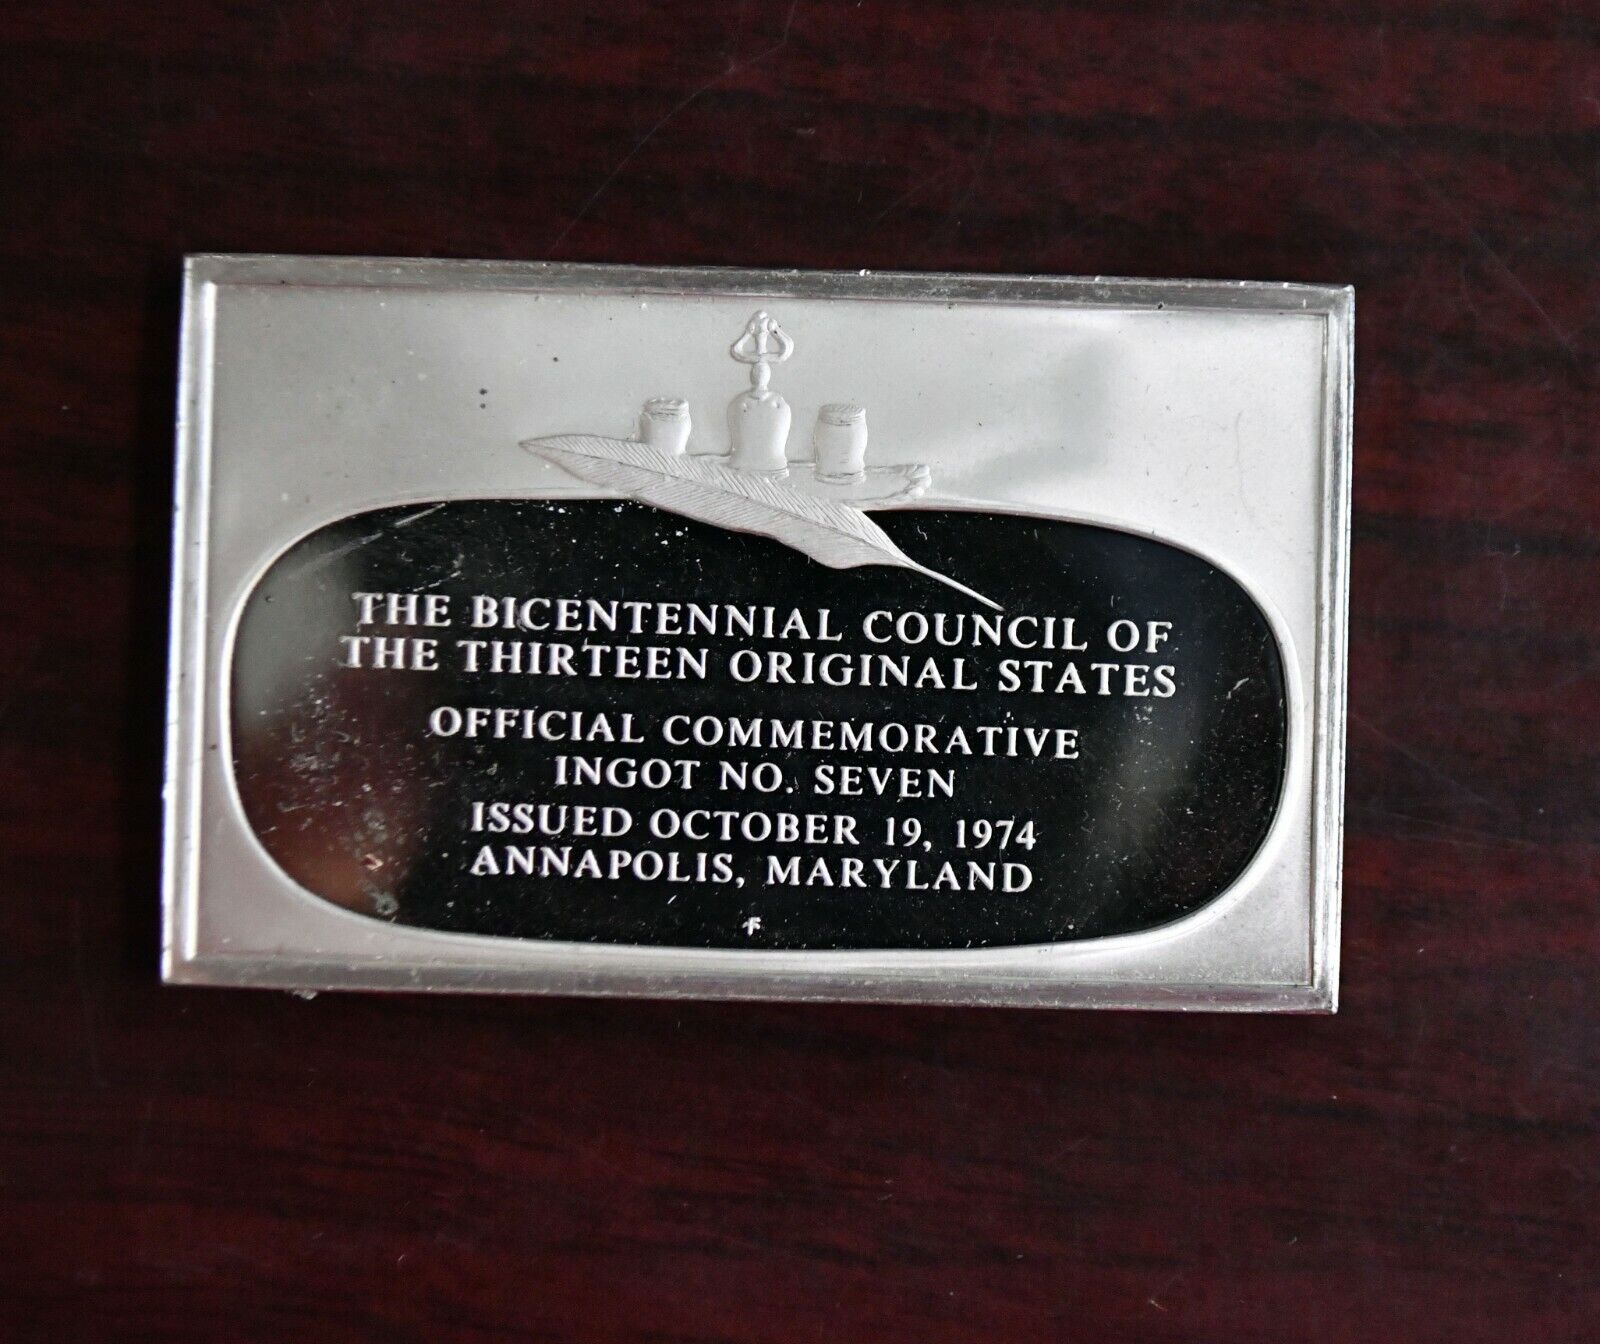 THE BICENTENNIAL COUNCIL OF
THE THIRTEEN ORIGINAL STATES
OFFICIAL COMMEMORATIVE
INGOT NO. SEVEN
ISSUED OCTOBER 19, 1974
ANNAPOLIS, MARYLAND
F